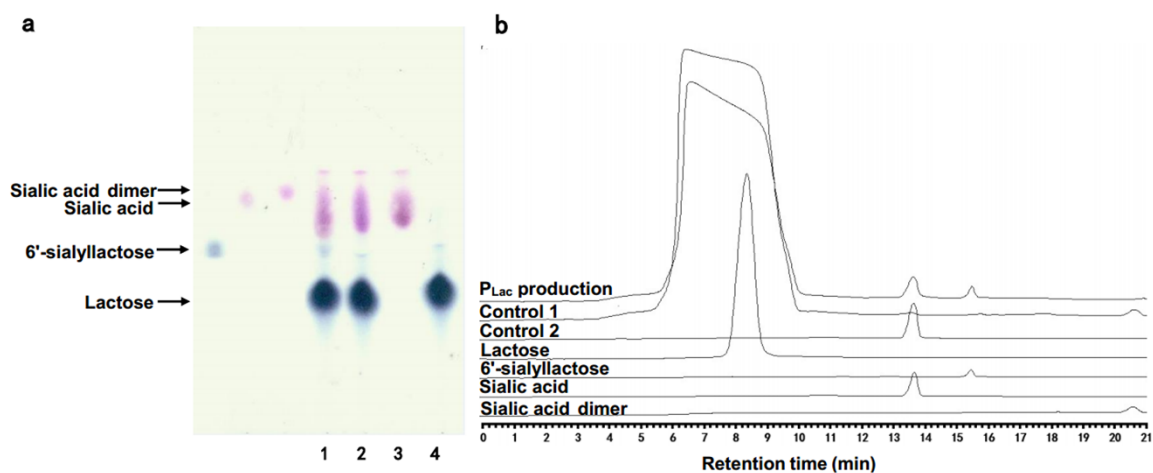 a
b
Sialic acid dimer
Sialic acid
6'-sialyllactose
Lactose
1 2 3 4
PLac production
Control 1
Control 2
Lactose
6'-sialyllactose
Sialic acid
Sialic acid dimer
0 1 2 3 4 5 6 7 8 9 10 11 12 13 14 15 16 17 18 19 20 21
Retention time (min)